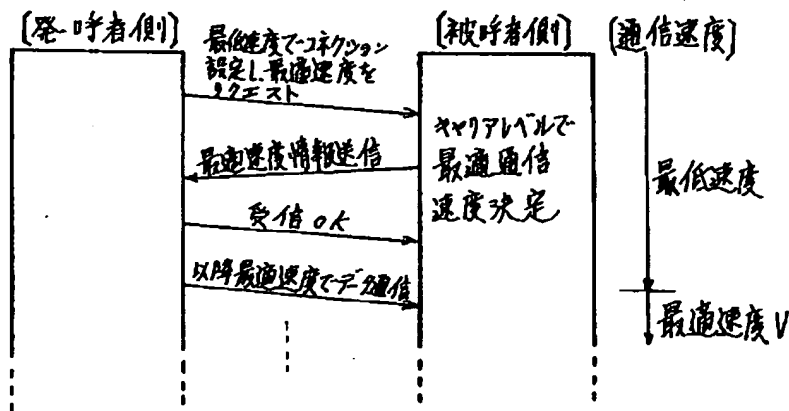 [発呼者側]
最低速度でコネクション
設定し、最適速度を
リクエスト
[被呼者側]
[通信速度]
最適速度情報送信
キャリアレベルで
最適通信
速度決定
受信OK
以降最適速度でデータ通信
最低速度
最適速度V